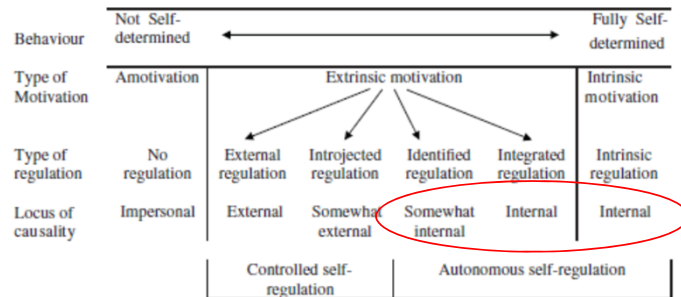 Behaviour
Not Self-determined
Fully Self-determined
Type of Motivation
Amotivation
Extrinsic motivation
Intrinsic motivation
Type of regulation
No regulation
External regulation
Introjected regulation
Identified regulation
Integrated regulation
Intrinsic regulation
Locus of causality
Impersonal
External
Somewhat external
Somewhat internal
Internal
Internal
Controlled self-regulation
Autonomous self-regulation